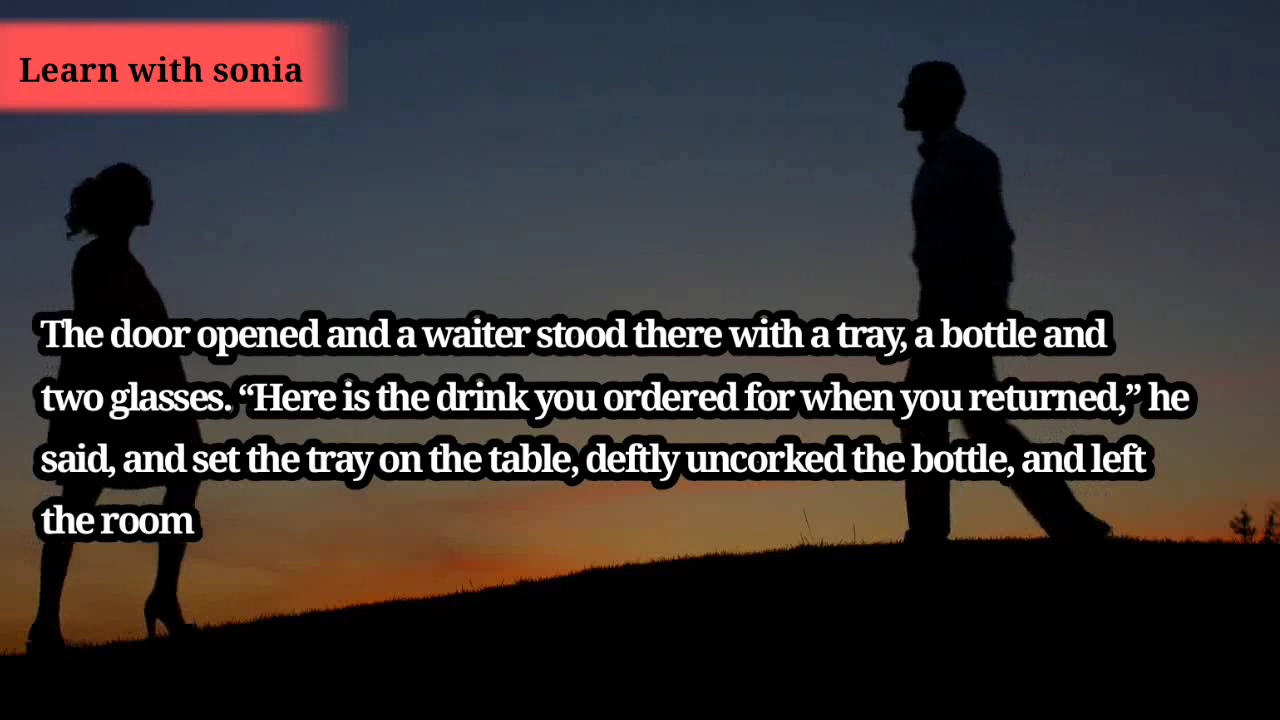 Learn with sonia
The door opened and a waiter stood there with a tray, a bottle and
two glasses. “Here is the drink you ordered for when you returned,” he
said, and set the tray on the table, deftly uncorked the bottle, and left
the room